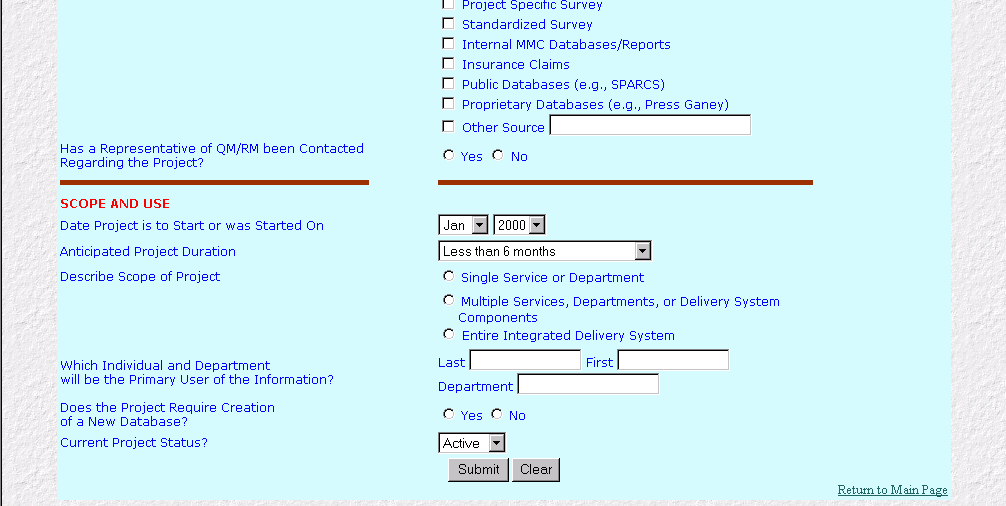 Project Specific Survey
Standardized Survey
Internal MMC Databases/Reports
Insurance Claims
Public Databases (e.g., SPARCS)
Proprietary Databases (e.g., Press Ganey)
Other Source
Has a Representative of QM/RM been Contacted
Regarding the Project?
Yes No
SCOPE AND USE
Date Project is to Start or was Started On
Jan 2000
Anticipated Project Duration
Less than 6 months
Describe Scope of Project
Single Service or Department
Multiple Services, Departments, or Delivery System
Components
Entire Integrated Delivery System
Which Individual and Department
will be the Primary User of the Information?
Last First
Department
Does the Project Require Creation
of a New Database?
Yes No
Current Project Status?
Active
Submit Clear
Return to Main Page